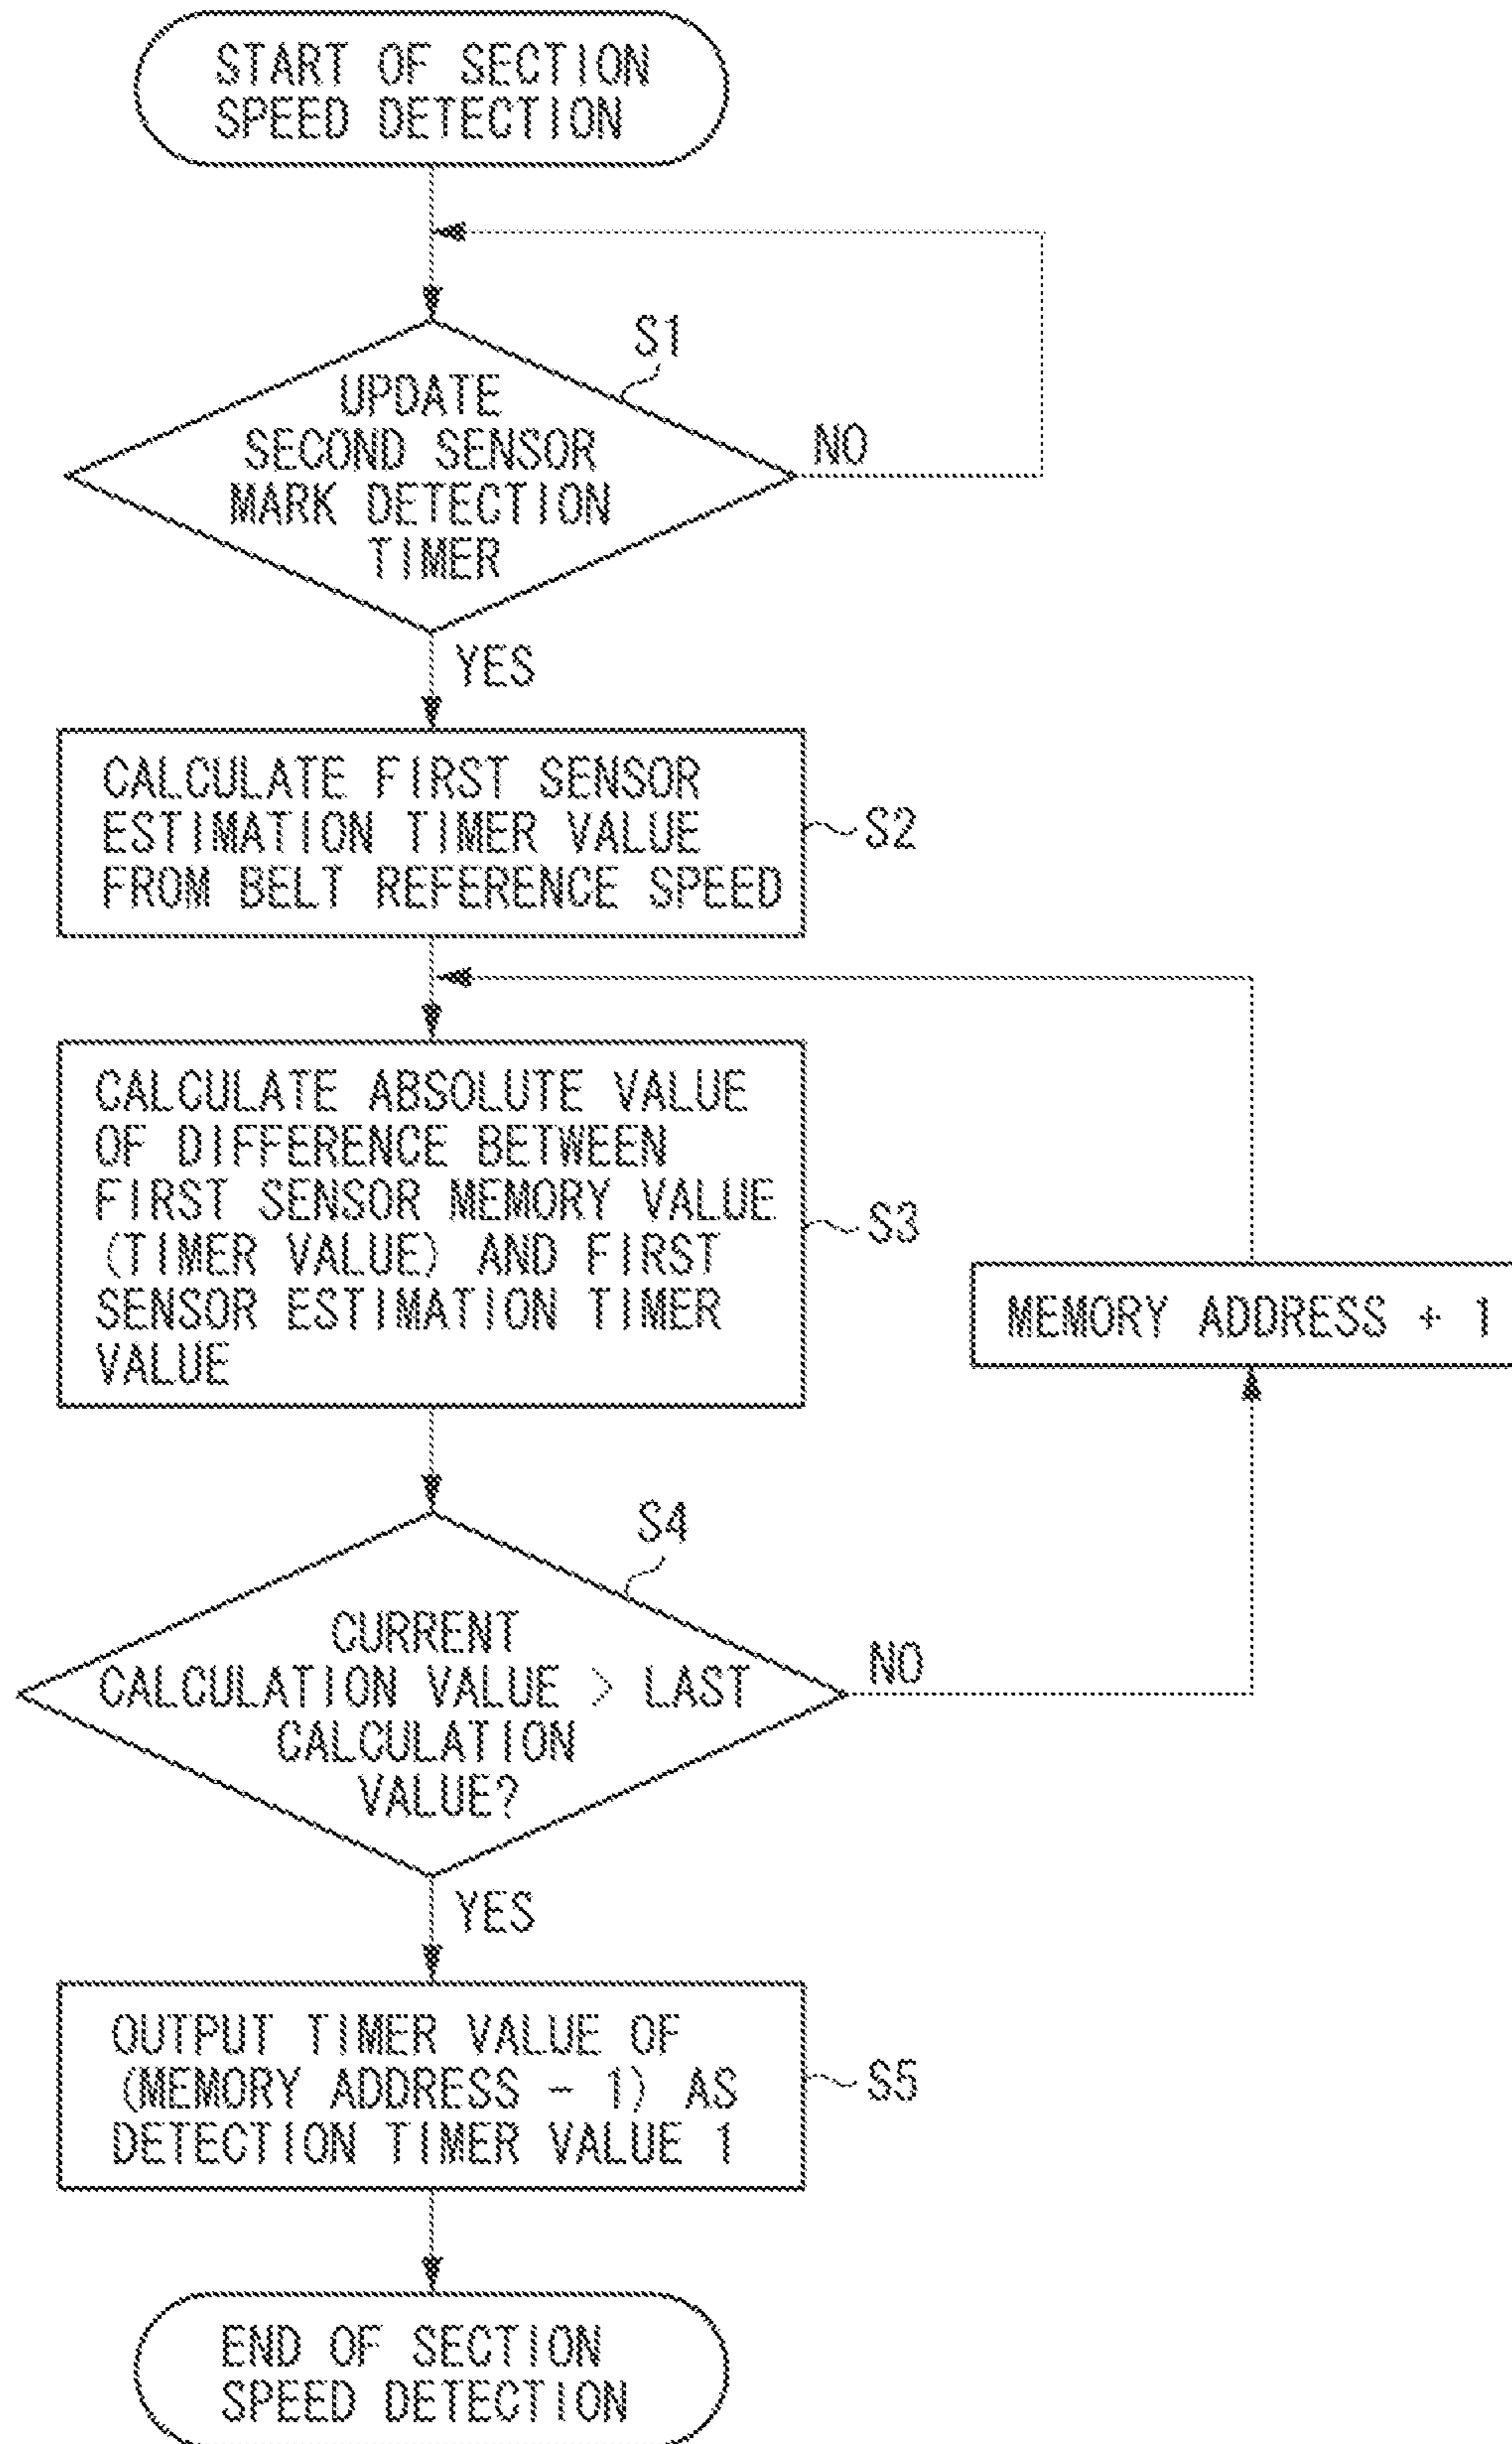 START OF SECTION
SPEED DETECTION
S1
UPDATE
SECOND SENSOR
MARK DETECTION
TIMER
NO
YES
CALCULATE FIRST SENSOR
ESTIMATION TIMER VALUE
FROM BELT REFERENCE SPEED
S2
CALCULATE ABSOLUTE VALUE
OF DIFFERENCE BETWEEN
FIRST SENSOR MEMORY VALUE
(TIMER VALUE) AND FIRST
SENSOR ESTIMATION TIMER
VALUE
S3
MEMORY ADDRESS + 1
S4
CURRENT
CALCULATION VALUE > LAST
CALCULATION
VALUE?
NO
YES
OUTPUT TIMER VALUE OF
(MEMORY ADDRESS - 1) AS
DETECTION TIMER VALUE 1
S5
END OF SECTION
SPEED DETECTION